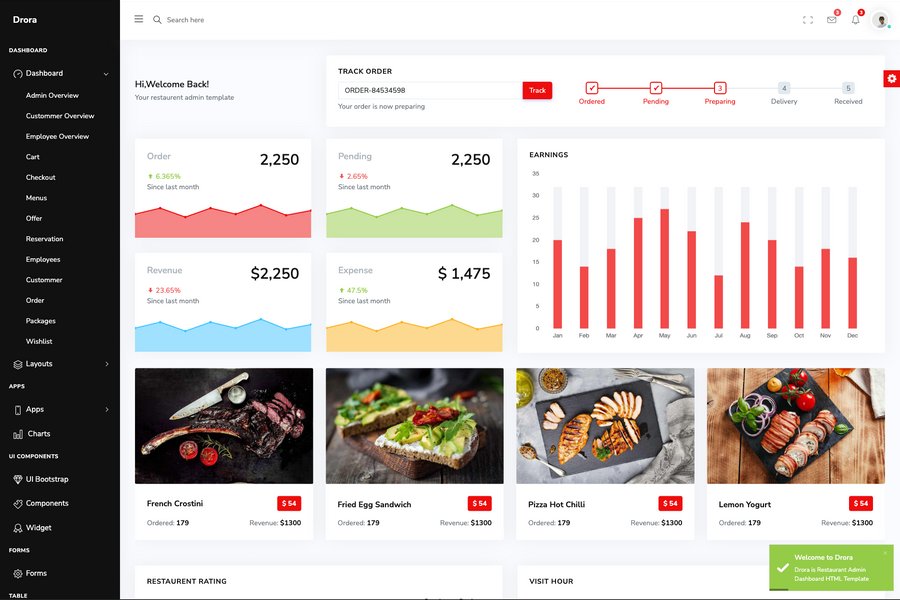 Drora
Search here
3
3
DASHBOARD
Dashboard
Admin Overview
Custommer Overview
Employee Overview
Cart
Checkout
Menus
Offer
Reservation
Employees
Custommer
Order
Packages
Wishlist
Layouts
APPS
Apps
Charts
UI COMPONENTS
UI Bootstrap
Components
Widget
FORMS
Forms
TABLE
Hi,Welcome Back!
Your restaurent admin template
TRACK ORDER
ORDER-84534598
Track
Your order is now preparing
3 4 5
Ordered Pending Preparing Delivery Received
Order 2,250
6.365%
Since last month
Pending 2,250
2.65%
Since last month
Revenue $2,250
23.65%
Since last month
Expense $ 1,475
47.5%
Since last month
EARNINGS
35
30
25
20
15
10
5
0
Jan Feb Mar Apr May Jun Jul Aug Sep Oct Nov Dec
French Crostini $ 54
Ordered: 179 Revenue: $1300
Fried Egg Sandwich $ 54
Ordered: 179 Revenue: $1300
Pizza Hot Chilli $ 54
Ordered: 179 Revenue: $1300
Lemon Yogurt $ 54
Ordered: 179 Revenue: $1300
RESTAURENT RATING
VISIT HOUR
Welcome to Drora
Drora is Restaurant Admin
Dashboard HTML Template